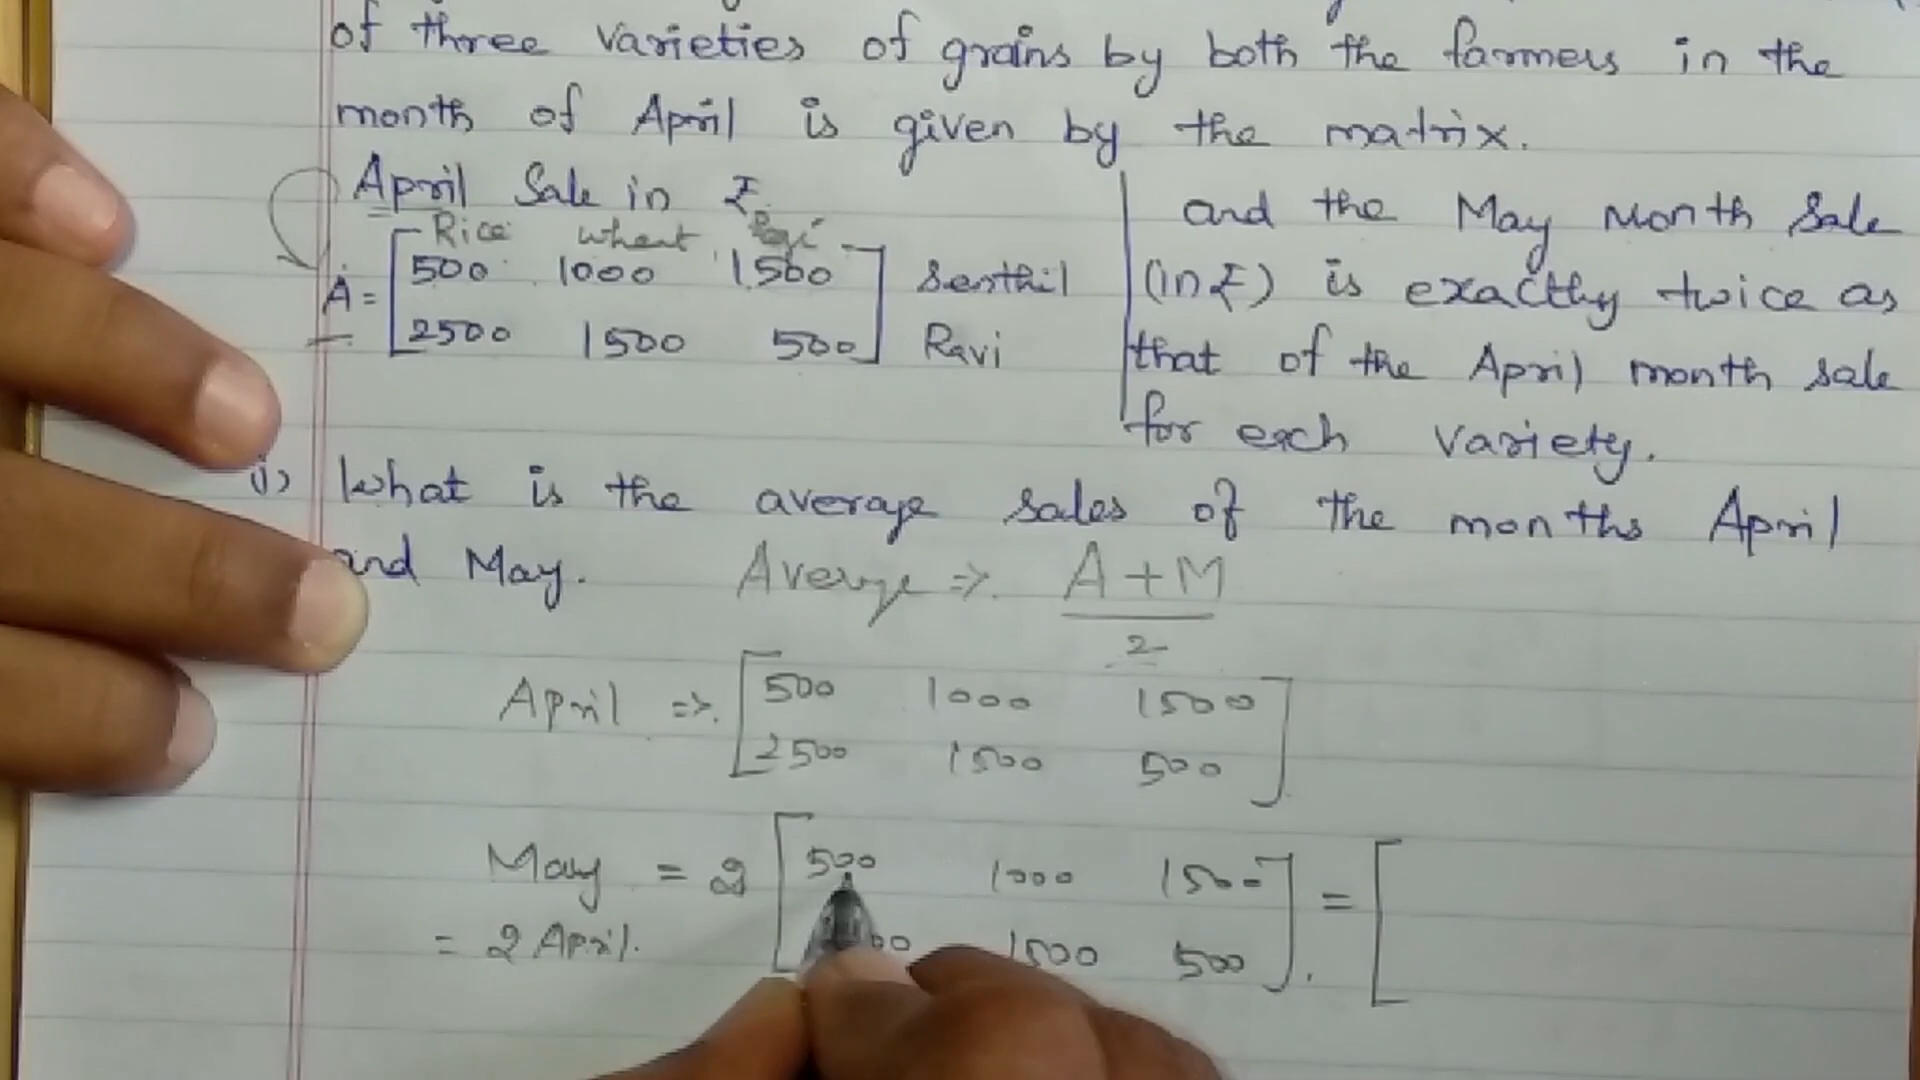 of three varieties of grains by both the farmers in the
month of April is given by the matrix.
April Sale in ₹
Rice wheat Ragi
A = [500 1000 1500] Senthil
[2500 1500 500] Ravi
and the May Month Sale
(in ₹) is exactly twice as
that of the April month sale
for each variety.
i) What is the average sales of the months April
and May. Average => A+M
2
April => [500 1000 1500]
[2500 1500 500]
May = 2 [500 1000 1500] = [
= 2 April. 1500 500].